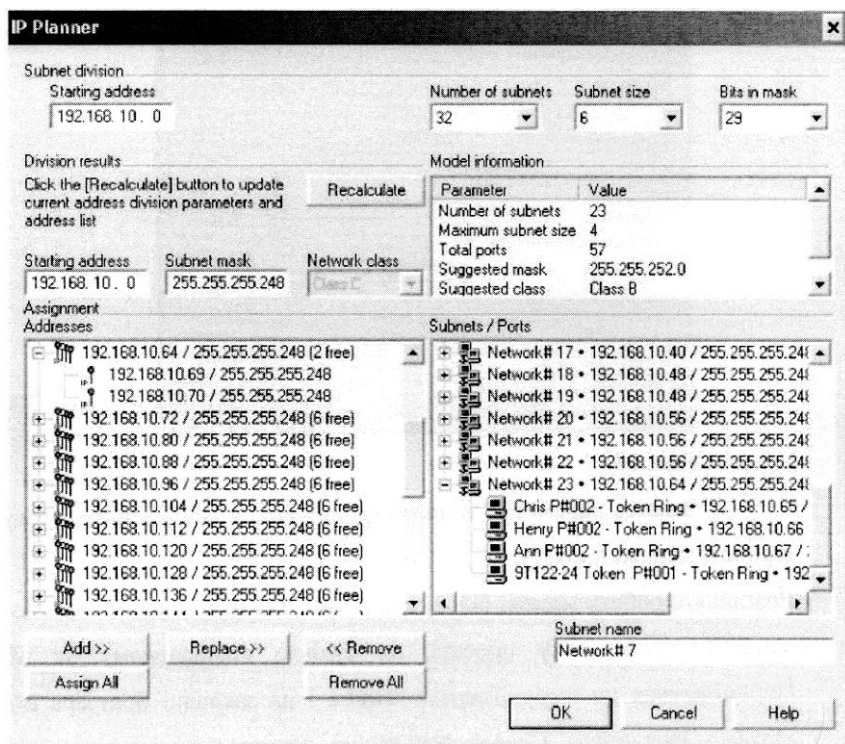 IP Planner
Subnet division
Starting address
192.168. 10 . 0
Number of subnets
32
Subnet size
6
Bits in mask
29
Division results
Click the [Recalculate] button to update
current address division parameters and
address list
Recalculate
Starting address
192.168. 10 . 0
Subnet mask
255.255.255.248
Network class
Class C
Model information
Parameter Value
Number of subnets 23
Maximum subnet size 4
Total ports 57
Suggested mask 255.255.252.0
Suggested class Class B
Assignment
Addresses
192.168.10.64 / 255.255.255.248 (2 free)
192.168.10.69 / 255.255.255.248
192.168.10.70 / 255.255.255.248
192.168.10.72 / 255.255.255.248 (6 free)
192.168.10.80 / 255.255.255.248 (6 free)
192.168.10.88 / 255.255.255.248 (6 free)
192.168.10.96 / 255.255.255.248 (6 free)
192.168.10.104 / 255.255.255.248 (6 free)
192.168.10.112 / 255.255.255.248 (6 free)
192.168.10.120 / 255.255.255.248 (6 free)
192.168.10.128 / 255.255.255.248 (6 free)
192.168.10.136 / 255.255.255.248 (6 free)
Subnets / Ports
Network# 17 • 192.168.10.40 / 255.255.255.248
Network# 18 • 192.168.10.48 / 255.255.255.248
Network# 19 • 192.168.10.48 / 255.255.255.248
Network# 20 • 192.168.10.56 / 255.255.255.248
Network# 21 • 192.168.10.56 / 255.255.255.248
Network# 22 • 192.168.10.56 / 255.255.255.248
Network# 23 • 192.168.10.64 / 255.255.255.248
Chris P#002 - Token Ring • 192.168.10.65 /
Henry P#002 - Token Ring • 192.168.10.66
Ann P#002 - Token Ring • 192.168.10.67 /
9T122-24 Token P#001 - Token Ring • 192
Add >>
Replace >>
<< Remove
Assign All
Remove All
Subnet name
Network# 7
OK
Cancel
Help